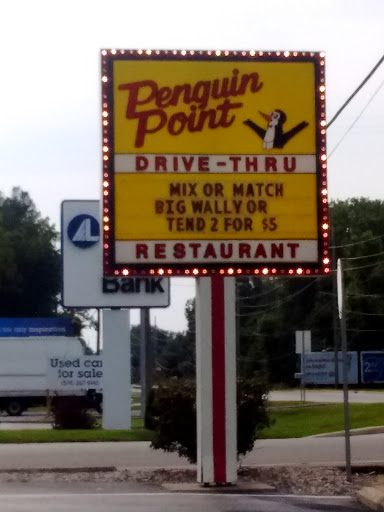 Penguin
Point
DRIVE-THRU
MIX OR MATCH
BIG WALLY OR
TEND 2 FOR $5
RESTAURANT
Bank
Used car
for sale